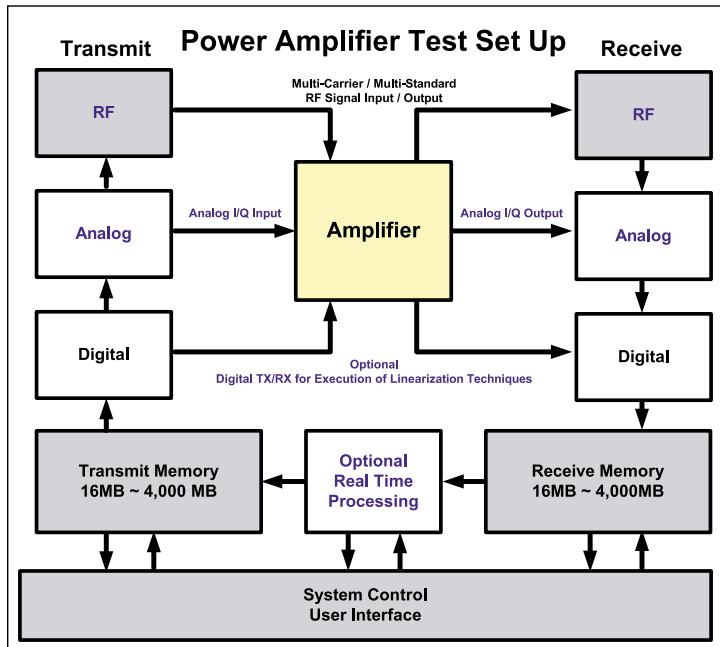 Power Amplifier Test Set Up
Transmit
Receive
Multi-Carrier / Multi-Standard
RF Signal Input / Output
RF
RF
Analog
Analog I/Q Input
Amplifier
Analog I/Q Output
Analog
Digital
Digital
Optional
Digital TX/RX for Execution of Linearization Techniques
Transmit Memory
16MB ~ 4,000 MB
Optional
Real Time
Processing
Receive Memory
16MB ~ 4,000MB
System Control
User Interface